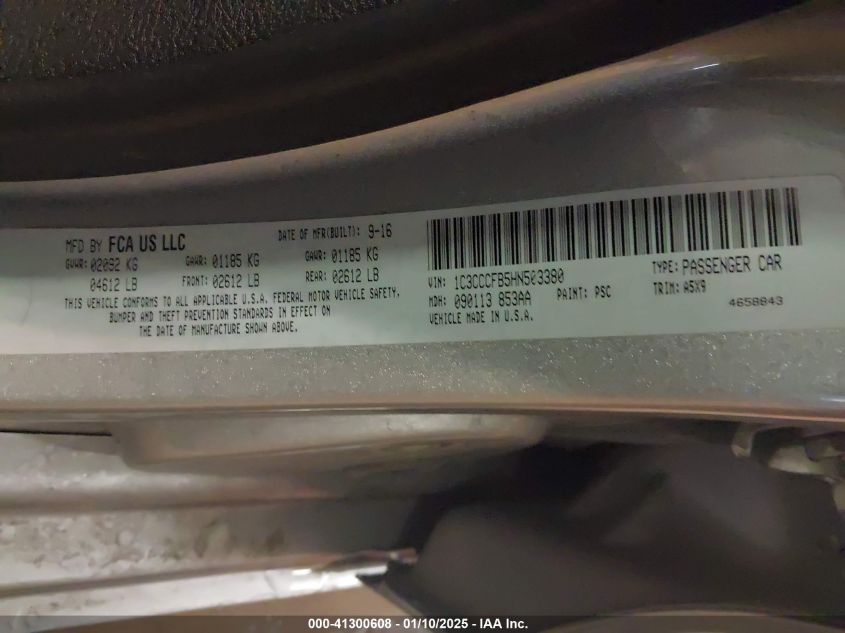 MFD BY FCA US LLC DATE OF MFR(BUILT): 9-16
GVWR: 02092 KG GAWR: 01185 KG GAWR: 01185 KG
04612 LB FRONT: 02612 LB REAR: 02612 LB
THIS VEHICLE CONFORMS TO ALL APPLICABLE U.S.A. FEDERAL MOTOR VEHICLE SAFETY,
BUMPER AND THEFT PREVENTION STANDARDS IN EFFECT ON
THE DATE OF MANUFACTURE SHOWN ABOVE.
VIN: 1C3CCCFB5HN503380 TYPE: PASSENGER CAR
MDH: 090113 853AA PAINT: PSC TRIM: A5X9
VEHICLE MADE IN U.S.A. 4658843
000-41300608 - 01/10/2025 - IAA Inc.